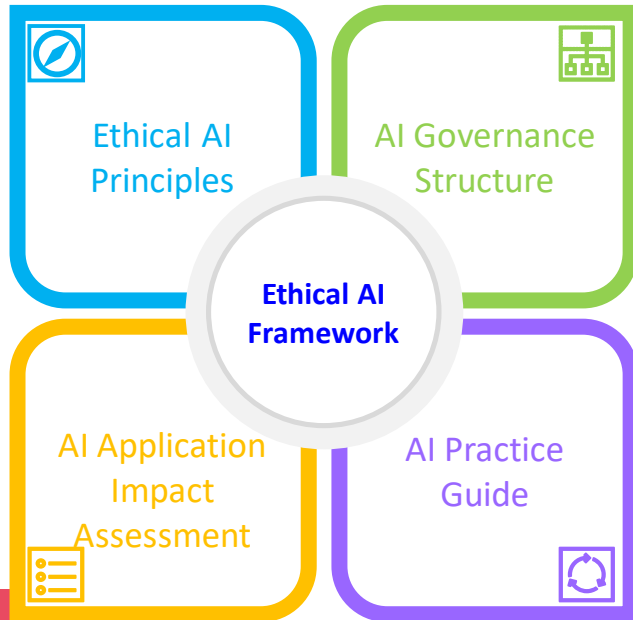 Ethical AI
Principles
AI Governance
Structure
Ethical AI
Framework
AI Application
Impact
Assessment
AI Practice
Guide